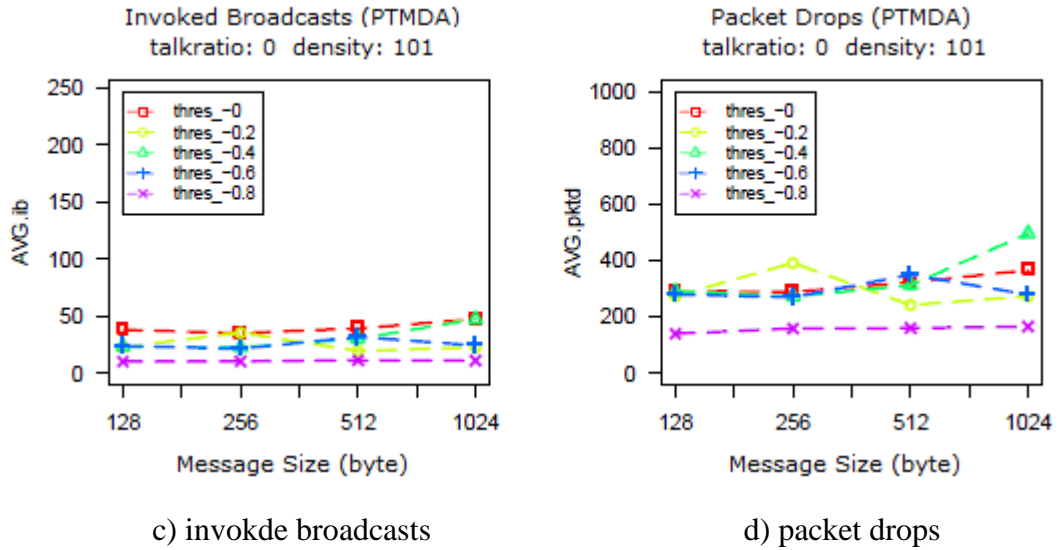 Invoked Broadcasts (PTMDA)
talkratio: 0 density: 101
250
200
150
100
50
0
AVG.ib
thres_-0
thres_-0.2
thres_-0.4
thres_-0.6
thres_-0.8
128
256
512
1024
Message Size (byte)
c) invokde broadcasts
Packet Drops (PTMDA)
talkratio: 0 density: 101
1000
800
600
400
200
0
AVG.pktd
thres_-0
thres_-0.2
thres_-0.4
thres_-0.6
thres_-0.8
128
256
512
1024
Message Size (byte)
d) packet drops